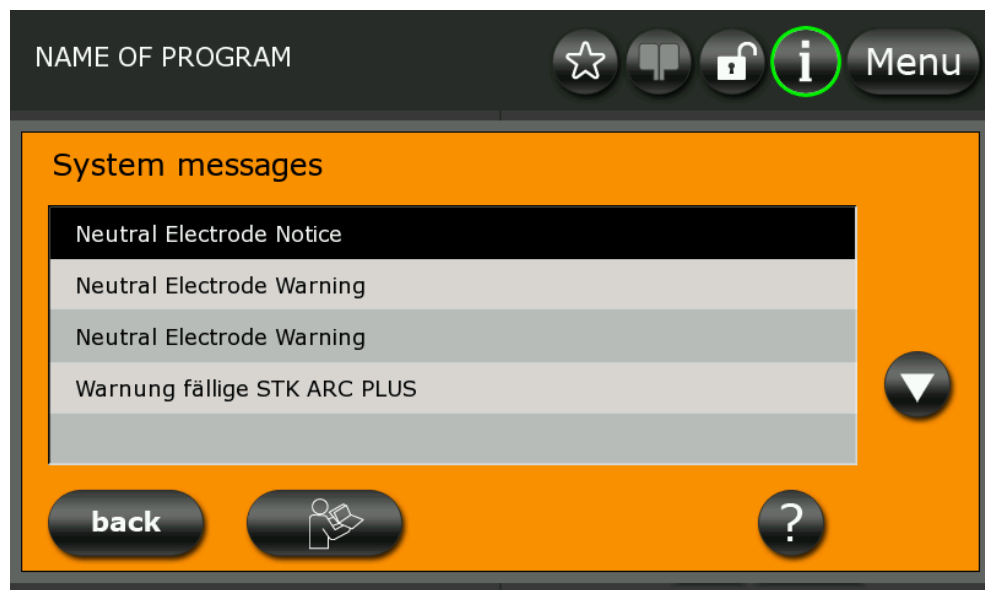 NAME OF PROGRAM
i
Menu
System messages
Neutral Electrode Notice
Neutral Electrode Warning
Neutral Electrode Warning
Warnung fällige STK ARC PLUS
back
?